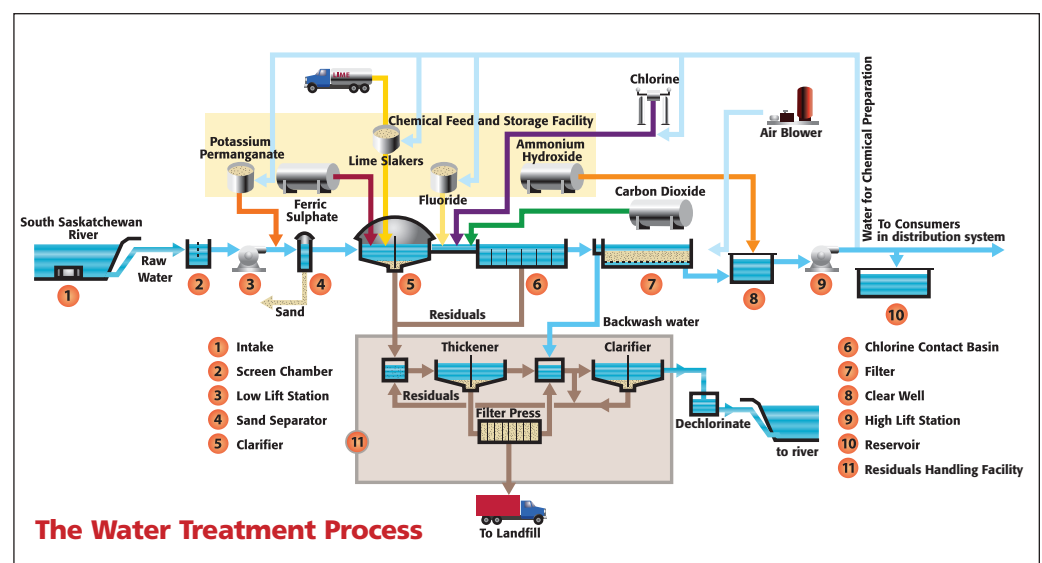 LIME
Chlorine
Water for Chemical Preparation
Chemical Feed and Storage Facility
Air Blower
Potassium
Permanganate
Lime Slakers
Ammonium
Hydroxide
Ferric
Sulphate
Fluoride
Carbon Dioxide
South Saskatchewan
River
To Consumers
in distribution system
Raw
Water
1
2
3
4
5
6
7
8
9
10
Sand
Residuals
Backwash water
Thickener
Clarifier
Residuals
Filter Press
11
Dechlorinate
to river
To Landfill
1 Intake
2 Screen Chamber
3 Low Lift Station
4 Sand Separator
5 Clarifier
6 Chlorine Contact Basin
7 Filter
8 Clear Well
9 High Lift Station
10 Reservoir
11 Residuals Handling Facility
The Water Treatment Process